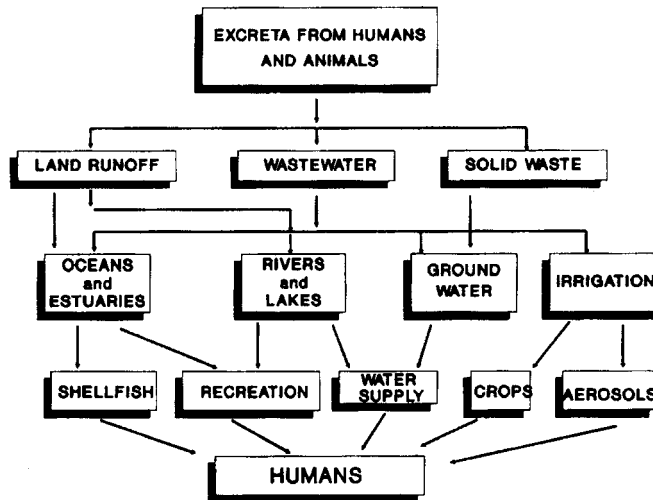 EXCRETA FROM HUMANS
AND ANIMALS
LAND RUNOFF
WASTEWATER
SOLID WASTE
OCEANS
and
ESTUARIES
RIVERS
and
LAKES
GROUND
WATER
IRRIGATION
SHELLFISH
RECREATION
WATER
SUPPLY
CROPS
AEROSOLS
HUMANS